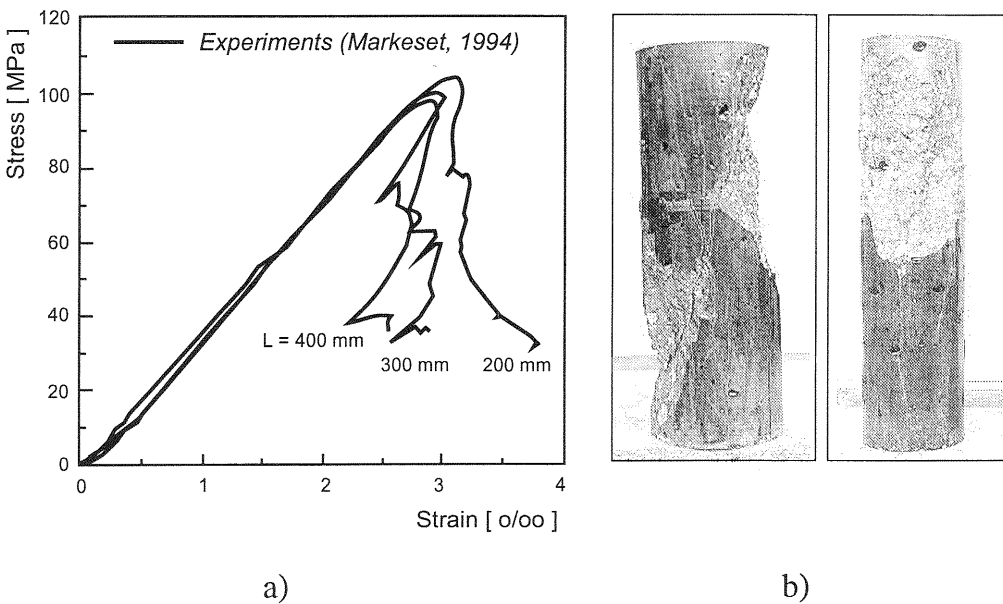 120
100
80
60
40
20
0
Stress [ MPa]
Experiments (Markeset, 1994)
L = 400 mm
300 mm
200 mm
0 1 2 3 4
Strain [ o/oo ]
a)
b)